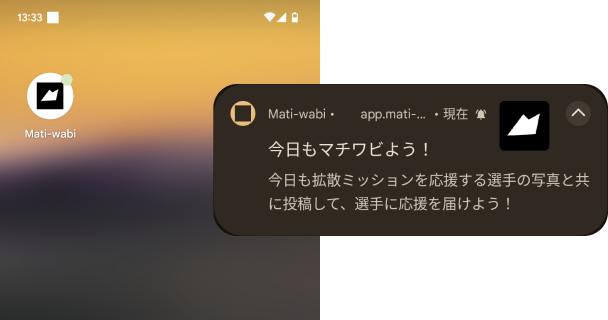 13:33
Mati-wabi
Mati-wabi • app.mati-... • 現在
今日もマチワビよう！
今日も拡散ミッションを応援する選手の写真と共
に投稿して、選手に応援を届けよう！